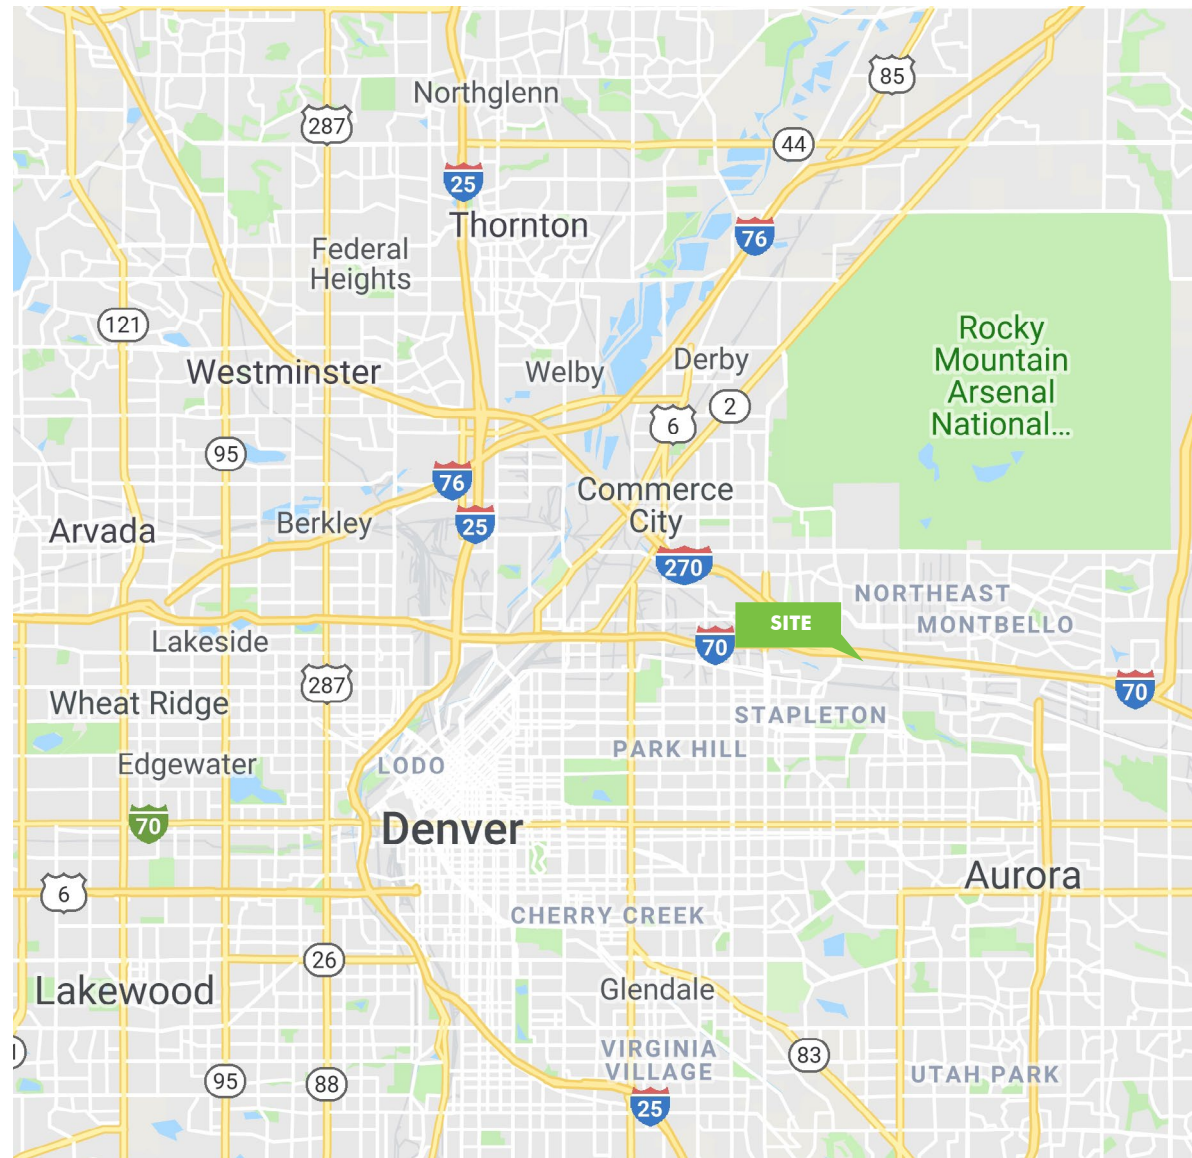 85
Northglenn
287
44
25
Thornton
76
Federal
Heights
121
Rocky
Mountain
Arsenal
National...
Westminster
Welby
Derby
2
6
95
76
Commerce
City
25
Berkley
Arvada
270
NORTHEAST
MONTBELLO
SITE
70
Lakeside
287
70
Wheat Ridge
STAPLETON
PARK HILL
Edgewater
LODO
70
Denver
Aurora
6
CHERRY CREEK
26
Lakewood
Glendale
VIRGINIA
VILLAGE
83
UTAH PARK
95
88
25